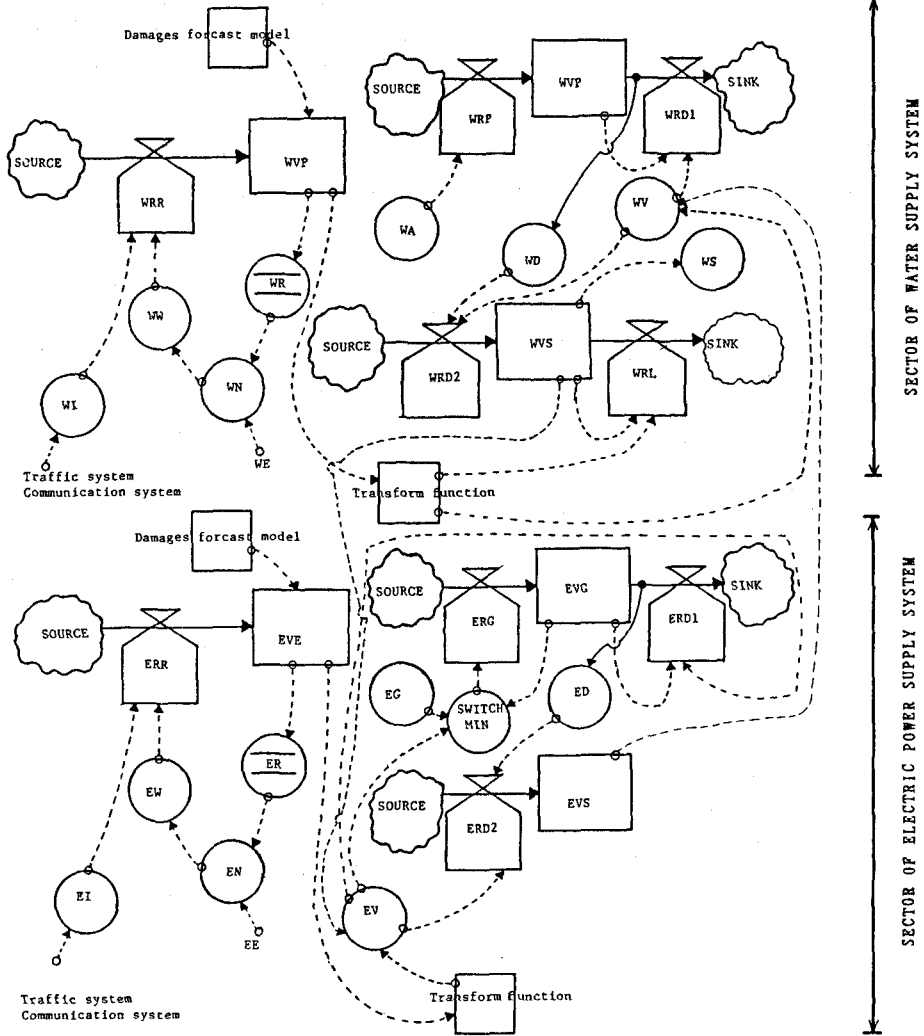 Damages forcast model
SOURCE
WRR
WVP
SOURCE
WRP
WVP
WRD1
SINK
WA
WV
WD
WS
WR
WW
WN
WI
WE
Traffic system
Communication system
SOURCE
WRD2
WVS
WRL
SINK
Transform function
SECTOR OF WATER SUPPLY SYSTEM
Damages forcast model
SOURCE
ERR
EVE
SOURCE
ERG
EVG
ERD1
SINK
EG
SWITCH
MIN
ED
ER
EW
EN
EI
EE
SOURCE
ERD2
EVS
EV
Traffic system
Communication system
Transform function
SECTOR OF ELECTRIC POWER SUPPLY SYSTEM